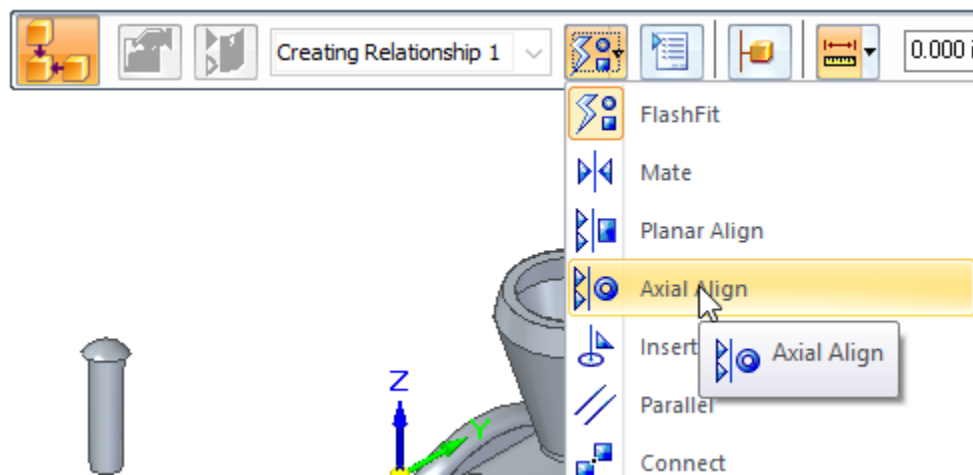 Creating Relationship 1
0.000 i
FlashFit
Mate
Planar Align
Axial Align
Insert
Axial Align
Parallel
Connect
Z
Y